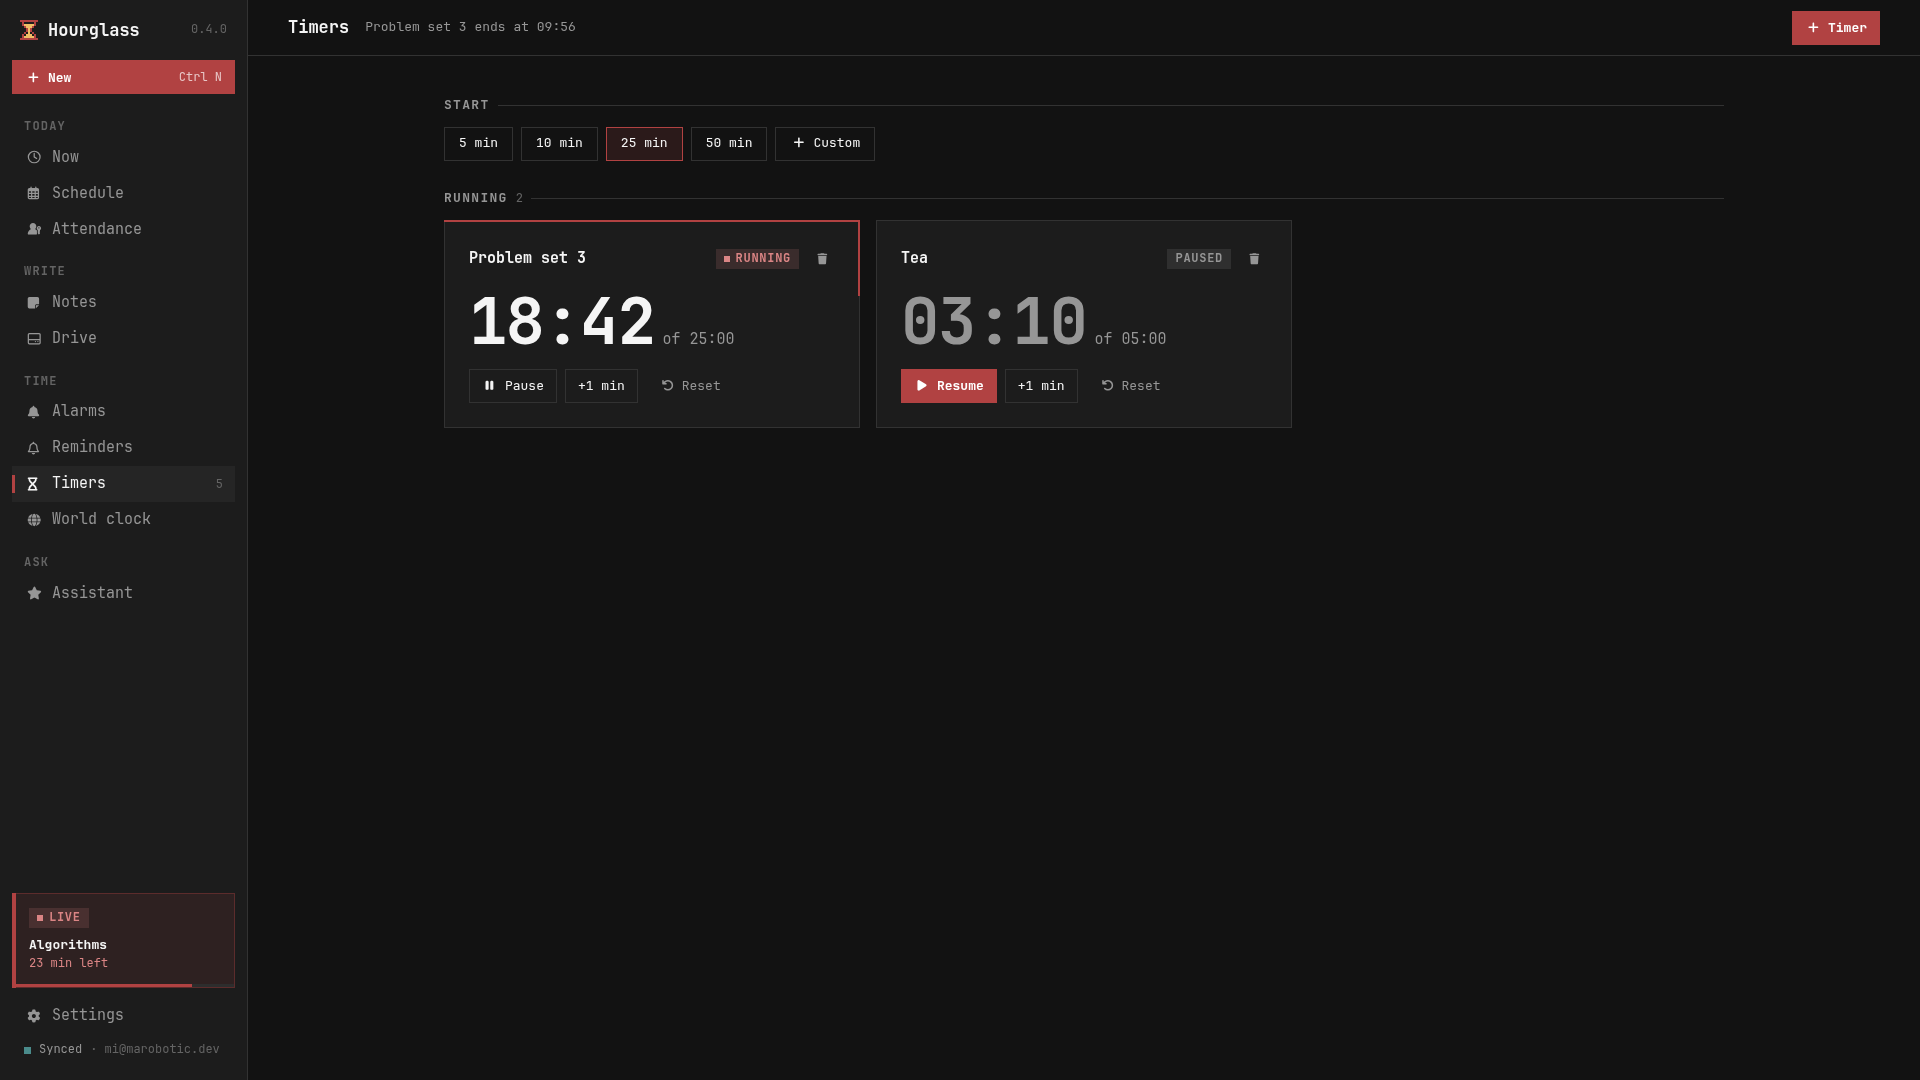 Hourglass 0.4.0
+ New Ctrl N
TODAY
Now
Schedule
Attendance
WRITE
Notes
Drive
TIME
Alarms
Reminders
Timers 5
World clock
ASK
Assistant
LIVE
Algorithms
23 min left
Settings
Synced · mi@marobotic.dev
Timers Problem set 3 ends at 09:56
+ Timer
START
5 min 10 min 25 min 50 min + Custom
RUNNING 2
Problem set 3 RUNNING
18:42 of 25:00
Pause +1 min Reset
Tea PAUSED
03:10 of 05:00
Resume +1 min Reset